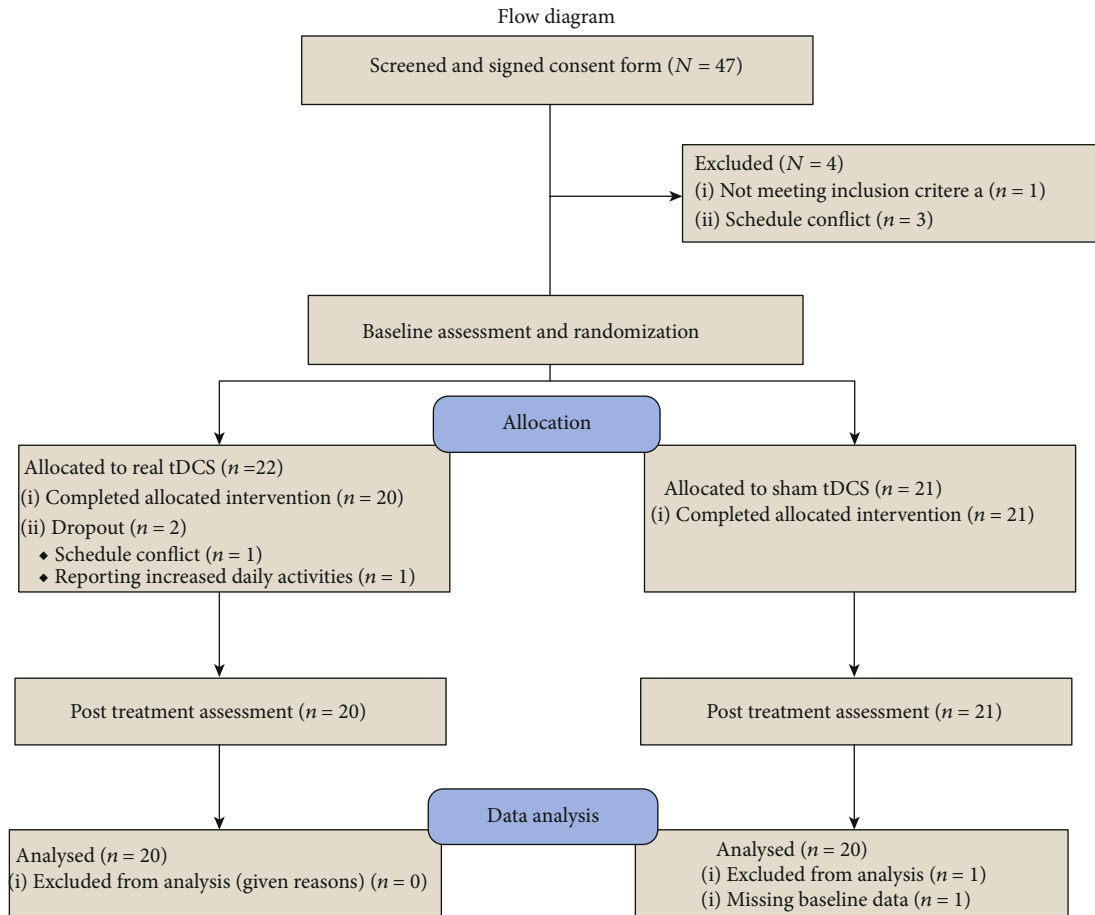 Flow diagram
Screened and signed consent form (N = 47)
Excluded (N = 4)
(i) Not meeting inclusion critere a (n = 1)
(ii) Schedule conflict (n = 3)
Baseline assessment and randomization
Allocation
Allocated to real tDCS (n =22)
(i) Completed allocated intervention (n = 20)
(ii) Dropout (n = 2)
◆ Schedule conflict (n = 1)
◆ Reporting increased daily activities (n = 1)
Allocated to sham tDCS (n = 21)
(i) Completed allocated intervention (n = 21)
Post treatment assessment (n = 20)
Post treatment assessment (n = 21)
Data analysis
Analysed (n = 20)
(i) Excluded from analysis (given reasons) (n = 0)
Analysed (n = 20)
(i) Excluded from analysis (n = 1)
(i) Missing baseline data (n = 1)